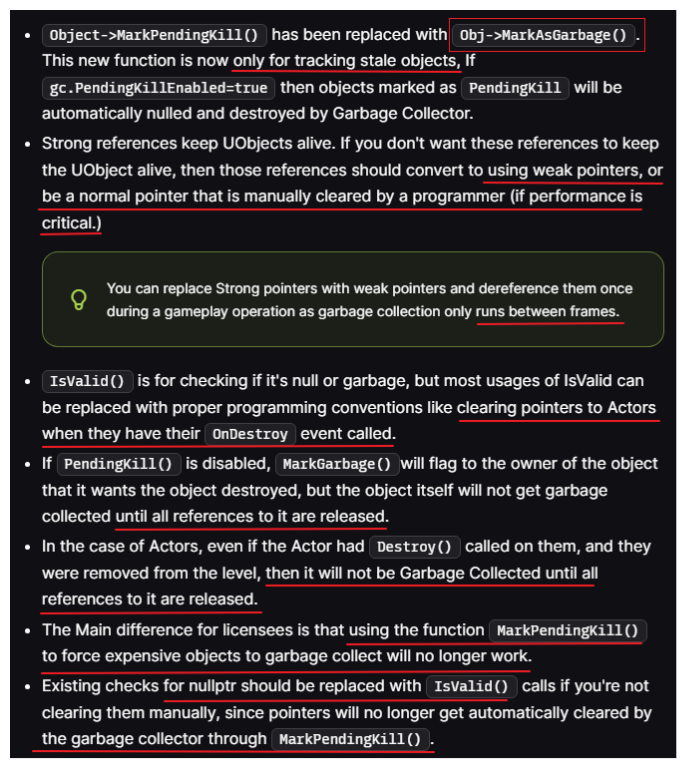 Object->MarkPendingKill() has been replaced with Obj->MarkAsGarbage().
This new function is now only for tracking stale objects, If
gc.PendingKillEnabled=true then objects marked as PendingKill will be
automatically nulled and destroyed by Garbage Collector.
Strong references keep UObjects alive. If you don't want these references to keep
the UObject alive, then those references should convert to using weak pointers, or
be a normal pointer that is manually cleared by a programmer (if performance is
critical.)
You can replace Strong pointers with weak pointers and dereference them once
during a gameplay operation as garbage collection only runs between frames.
IsValid() is for checking if it's null or garbage, but most usages of IsValid can
be replaced with proper programming conventions like clearing pointers to Actors
when they have their OnDestroy event called.
If PendingKill() is disabled, MarkGarbage() will flag to the owner of the object
that it wants the object destroyed, but the object itself will not get garbage
collected until all references to it are released.
In the case of Actors, even if the Actor had Destroy() called on them, and they
were removed from the level, then it will not be Garbage Collected until all
references to it are released.
The Main difference for licensees is that using the function MarkPendingKill()
to force expensive objects to garbage collect will no longer work.
Existing checks for nullptr should be replaced with IsValid() calls if you're not
clearing them manually, since pointers will no longer get automatically cleared by
the garbage collector through MarkPendingKill().